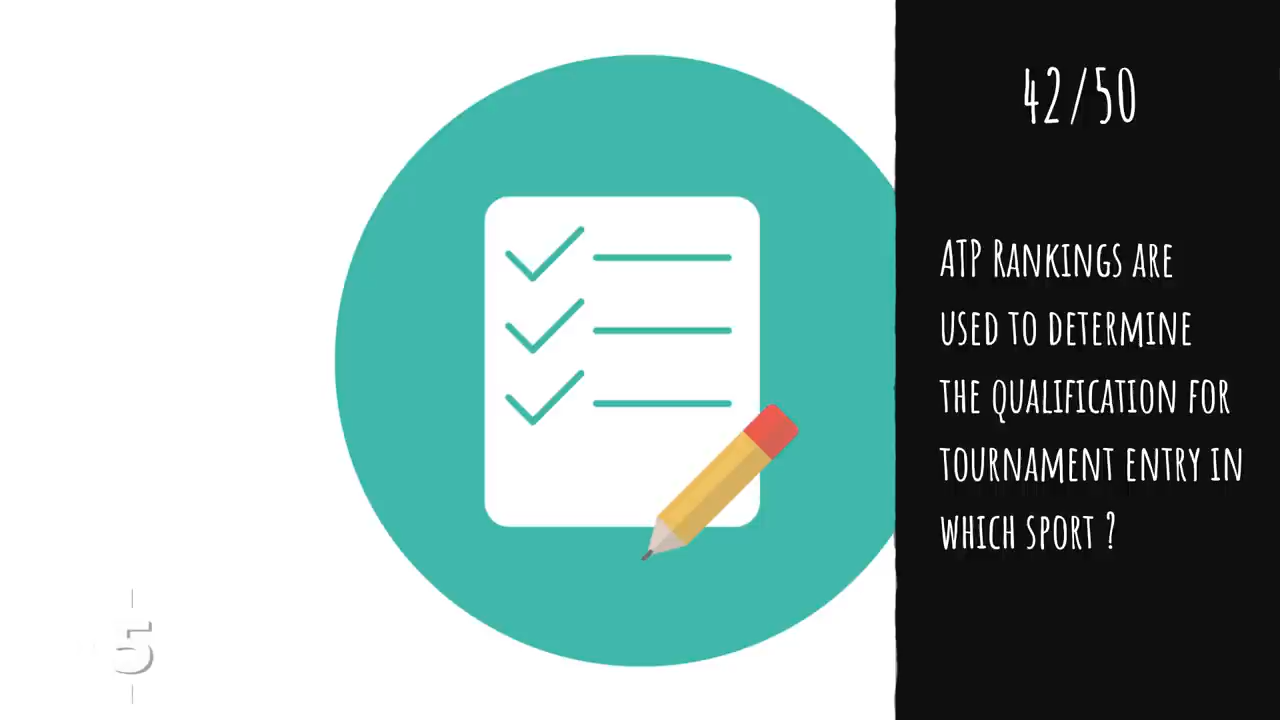 42/50
ATP Rankings are
used to determine
the qualification for
tournament entry in
which sport ?
5